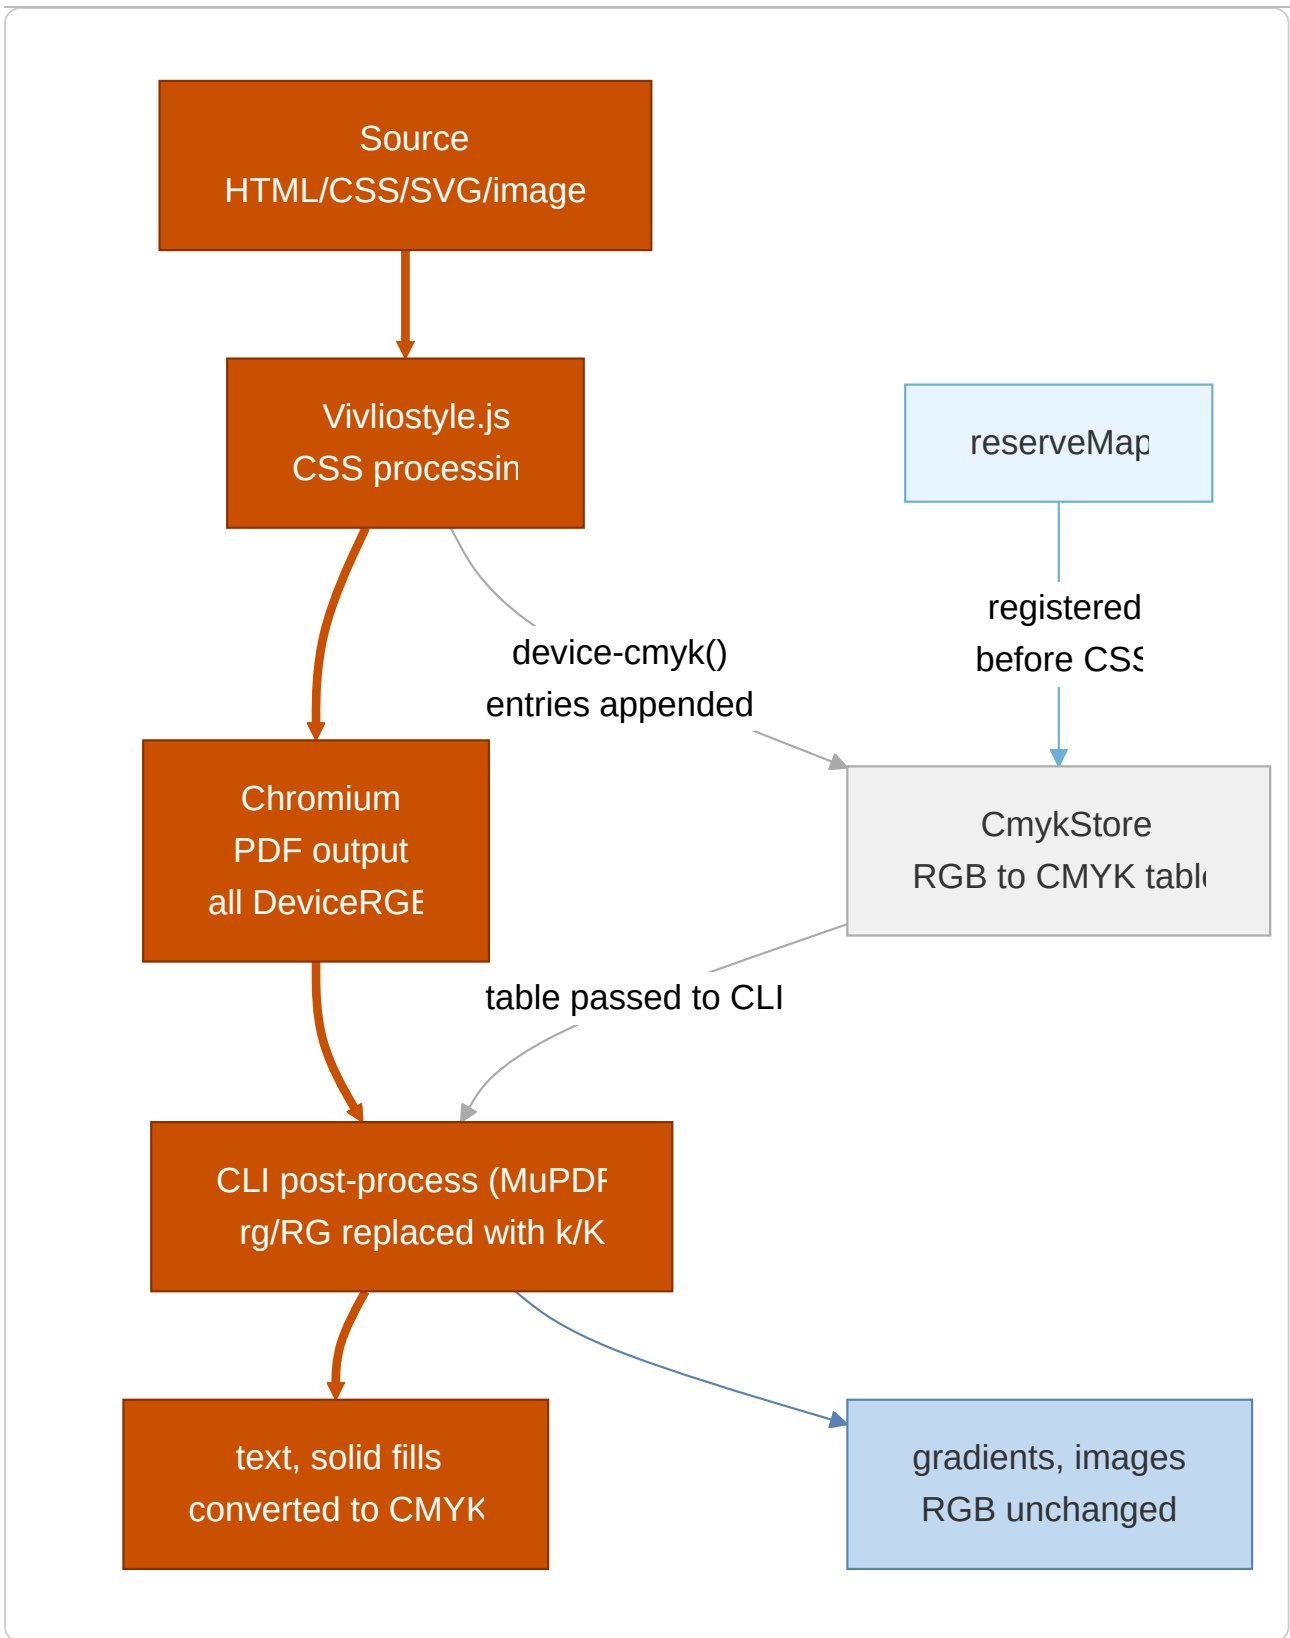 Source
HTML/CSS/SVG/image
Vivliostyle.js
CSS processin
reserveMap
registered
before CSS
device-cmyk()
entries appended
Chromium
PDF output
all DeviceRGB
CmykStore
RGB to CMYK table
table passed to CLI
CLI post-process (MuPDF
rg/RG replaced with k/K
text, solid fills
converted to CMYK
gradients, images
RGB unchanged